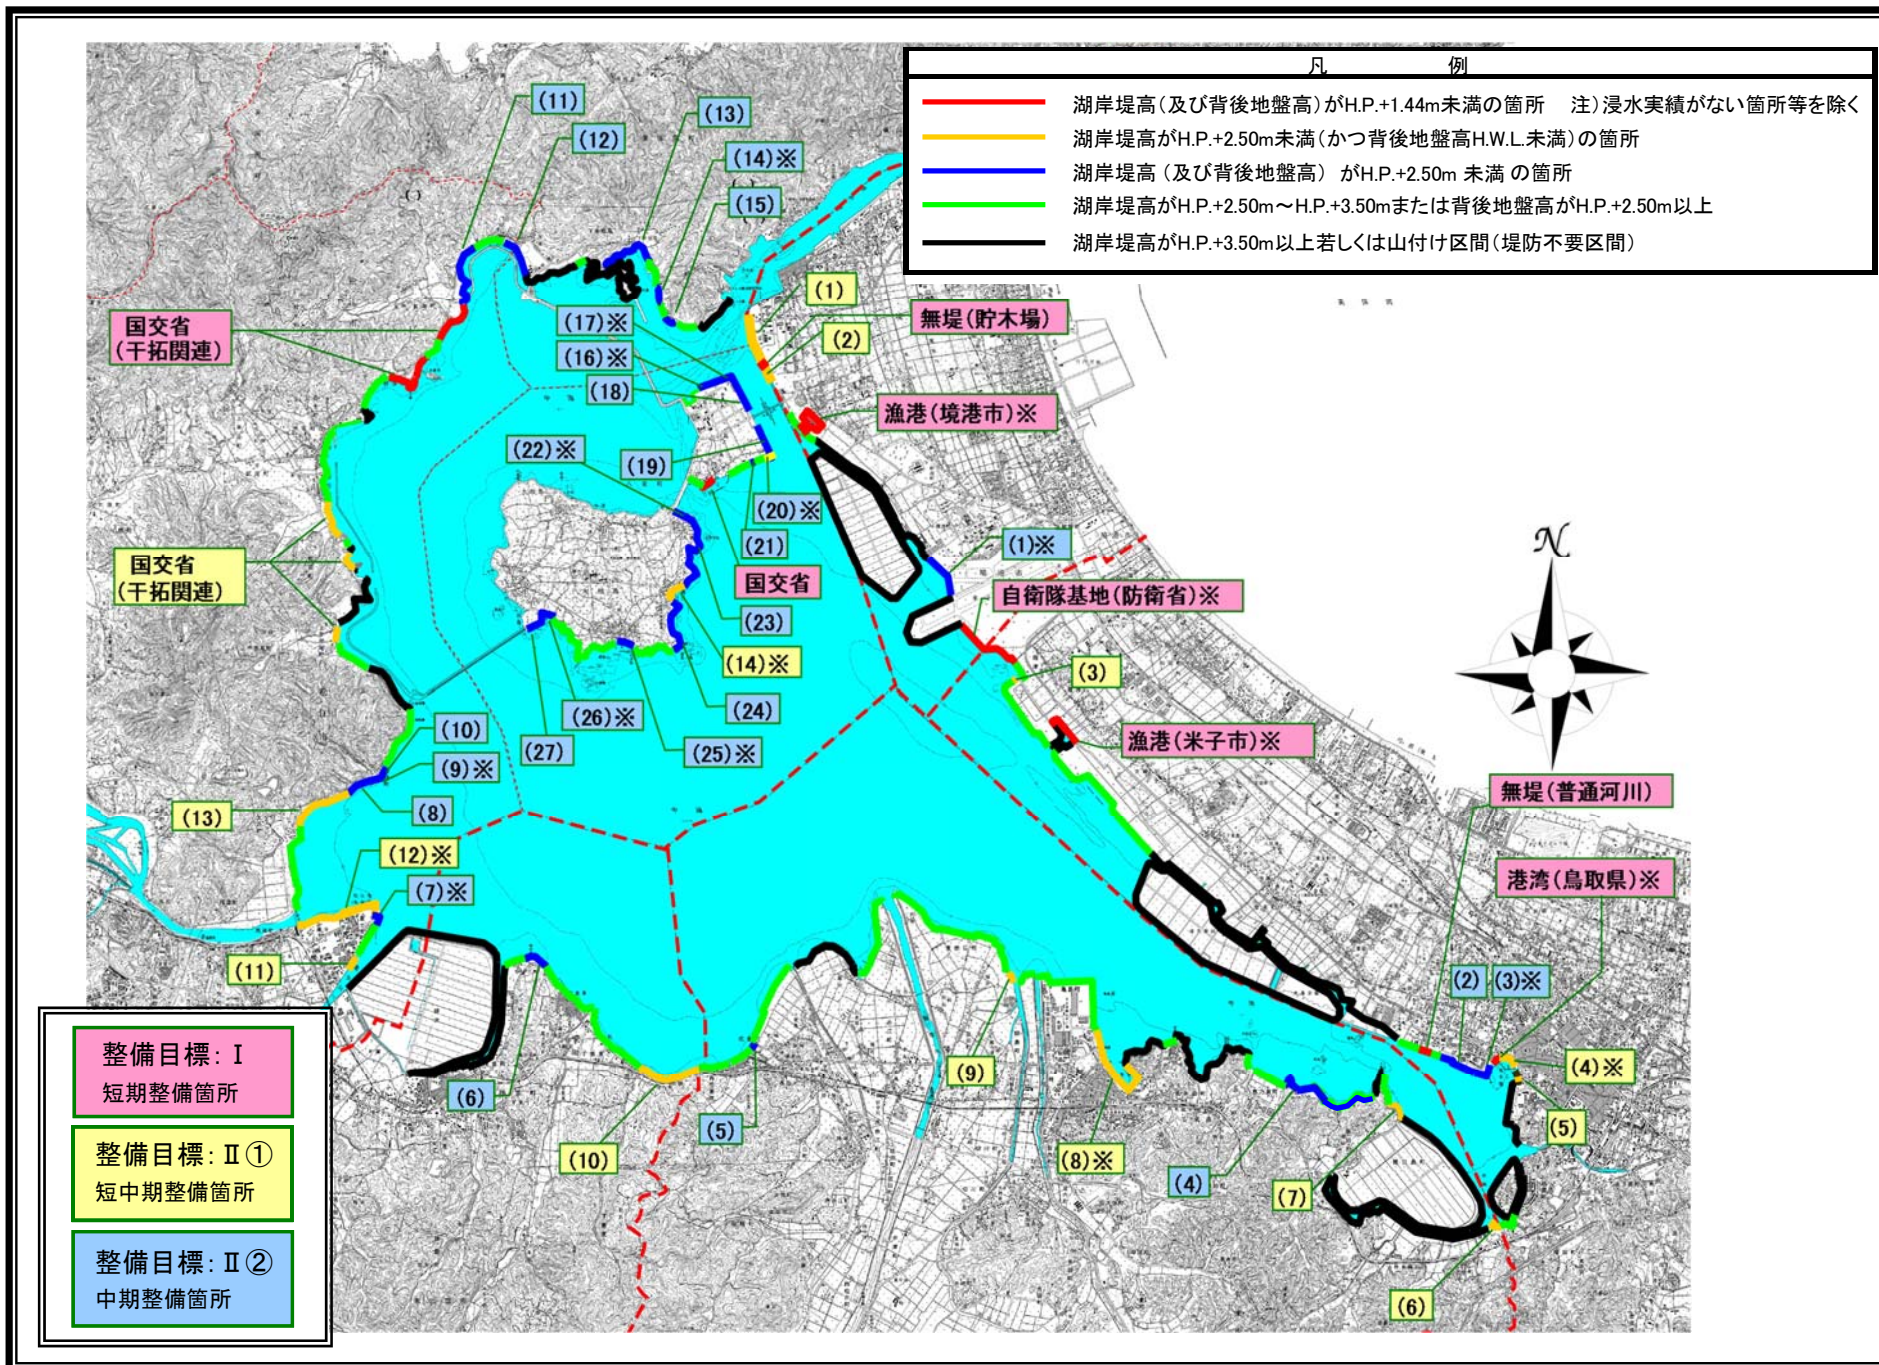 凡 例
湖岸堤高(及び背後地盤高)がH.P.+1.44m未満の箇所 注)浸水実績がない箇所等を除く
湖岸堤高がH.P.+2.50m未満(かつ背後地盤高H.W.L.未満)の箇所
湖岸堤高(及び背後地盤高) がH.P.+2.50m 未満 の箇所
湖岸堤高がH.P.+2.50m～H.P.+3.50mまたは背後地盤高がH.P.+2.50m以上
湖岸堤高がH.P.+3.50m以上若しくは山付け区間(堤防不要区間)
(11)
(12)
(13)
(14)※
(15)
(1)
無堤(貯木場)
(2)
国交省
(干拓関連)
(17)※
(16)※
(18)
漁港(境港市)※
(22)※
(19)
(20)※
(21)
国交省
(1)※
N
国交省
(干拓関連)
自衛隊基地(防衛省)※
(23)
(14)※
(3)
(24)
(26)※
(25)※
(27)
(10)
(9)※
(8)
漁港(米子市)※
無堤(普通河川)
(13)
(12)※
(7)※
港湾(鳥取県)※
(11)
(2)
(3)※
(4)※
(5)
(9)
(6)
(5)
(10)
(8)※
(4)
(7)
(6)
整備目標:Ⅰ
短期整備箇所
整備目標:Ⅱ①
短中期整備箇所
整備目標:Ⅱ②
中期整備箇所